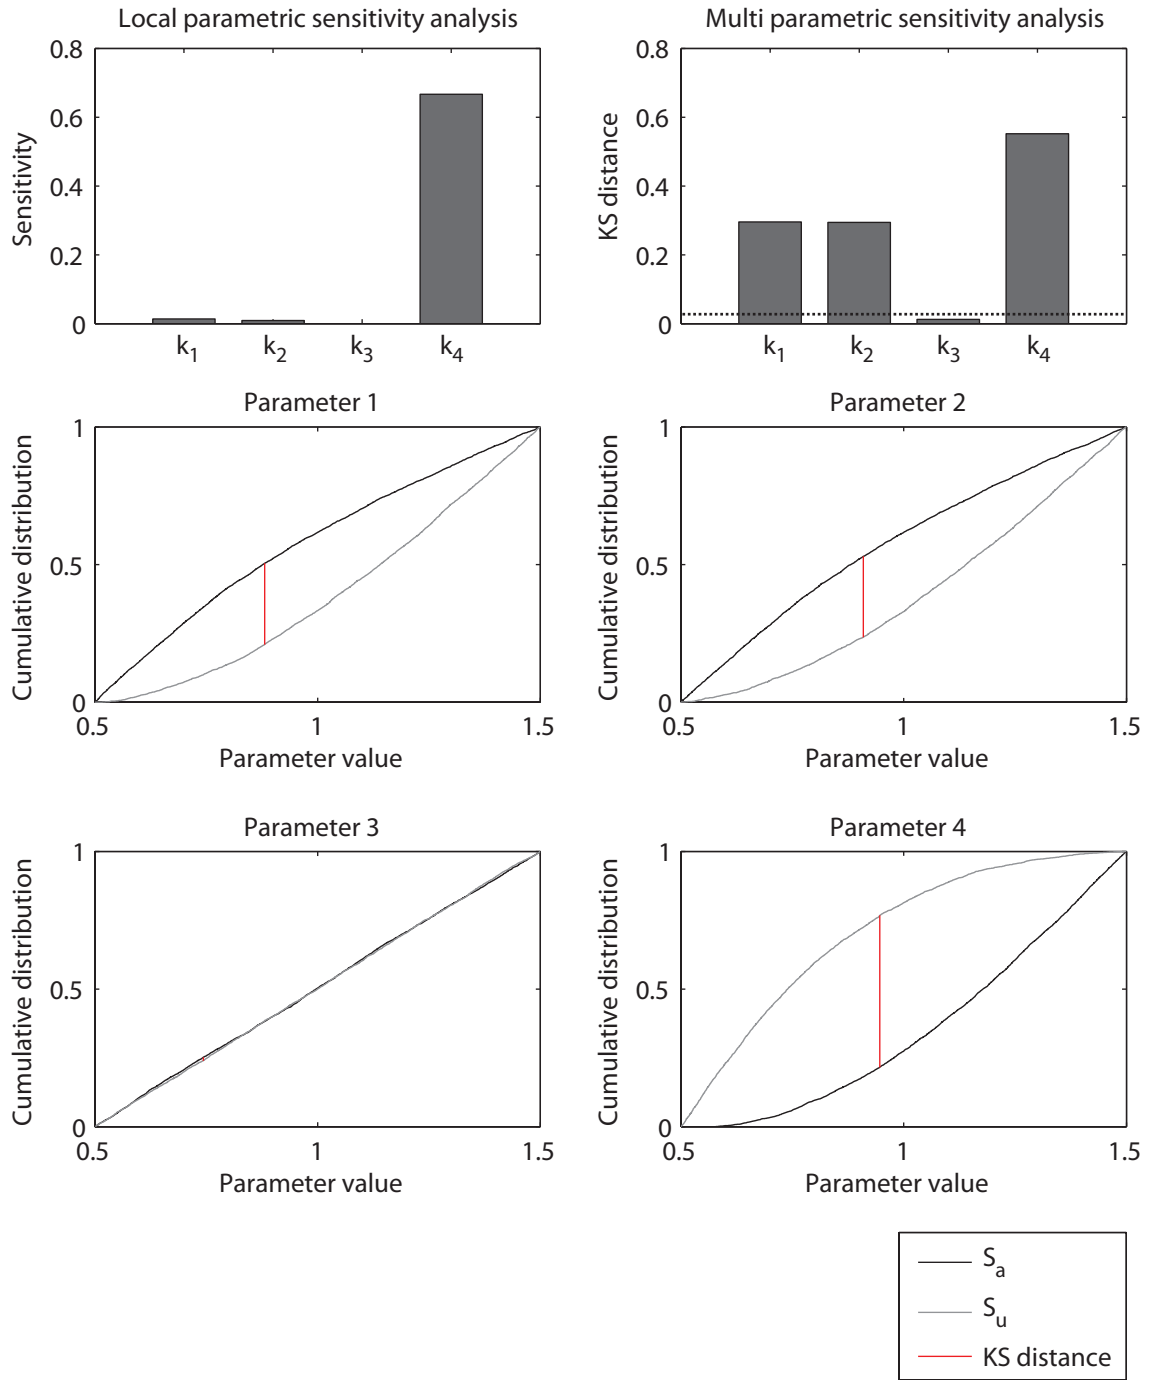 Local parametric sensitivity analysis
0.8
0.6
0.4
0.2
0
Sensitivity
k1
k2
k3
k4
Multi parametric sensitivity analysis
0.8
0.6
0.4
0.2
0
KS distance
k1
k2
k3
k4
Parameter 1
1
0.5
0
Cumulative distribution
0.5
1
1.5
Parameter value
Parameter 2
1
0.5
0
Cumulative distribution
0.5
1
1.5
Parameter value
Parameter 3
1
0.5
0
Cumulative distribution
0.5
1
1.5
Parameter value
Parameter 4
1
0.5
0
Cumulative distribution
0.5
1
1.5
Parameter value
Sa
Su
KS distance